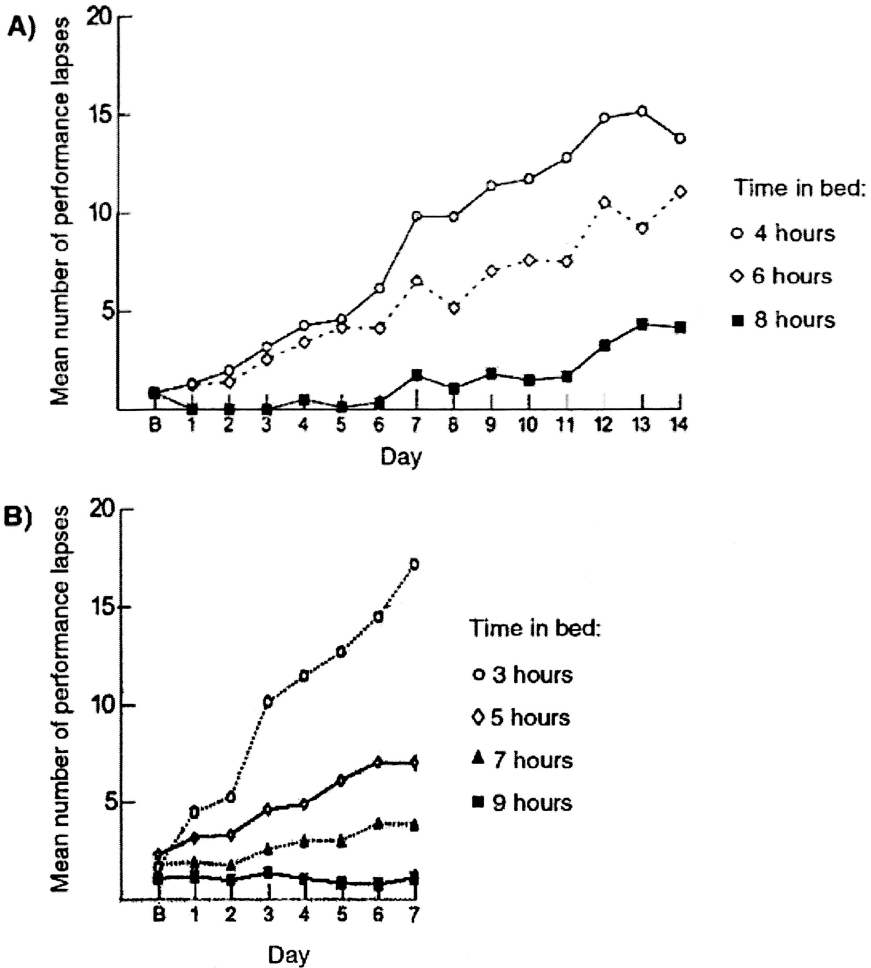 A)
Mean number of performance lapses
20
15
10
5
B 1 2 3 4 5 6 7 8 9 10 11 12 13 14
Day
Time in bed:
4 hours
6 hours
8 hours
B)
Mean number of performance lapses
20
15
10
5
B 1 2 3 4 5 6 7
Day
Time in bed:
3 hours
5 hours
7 hours
9 hours